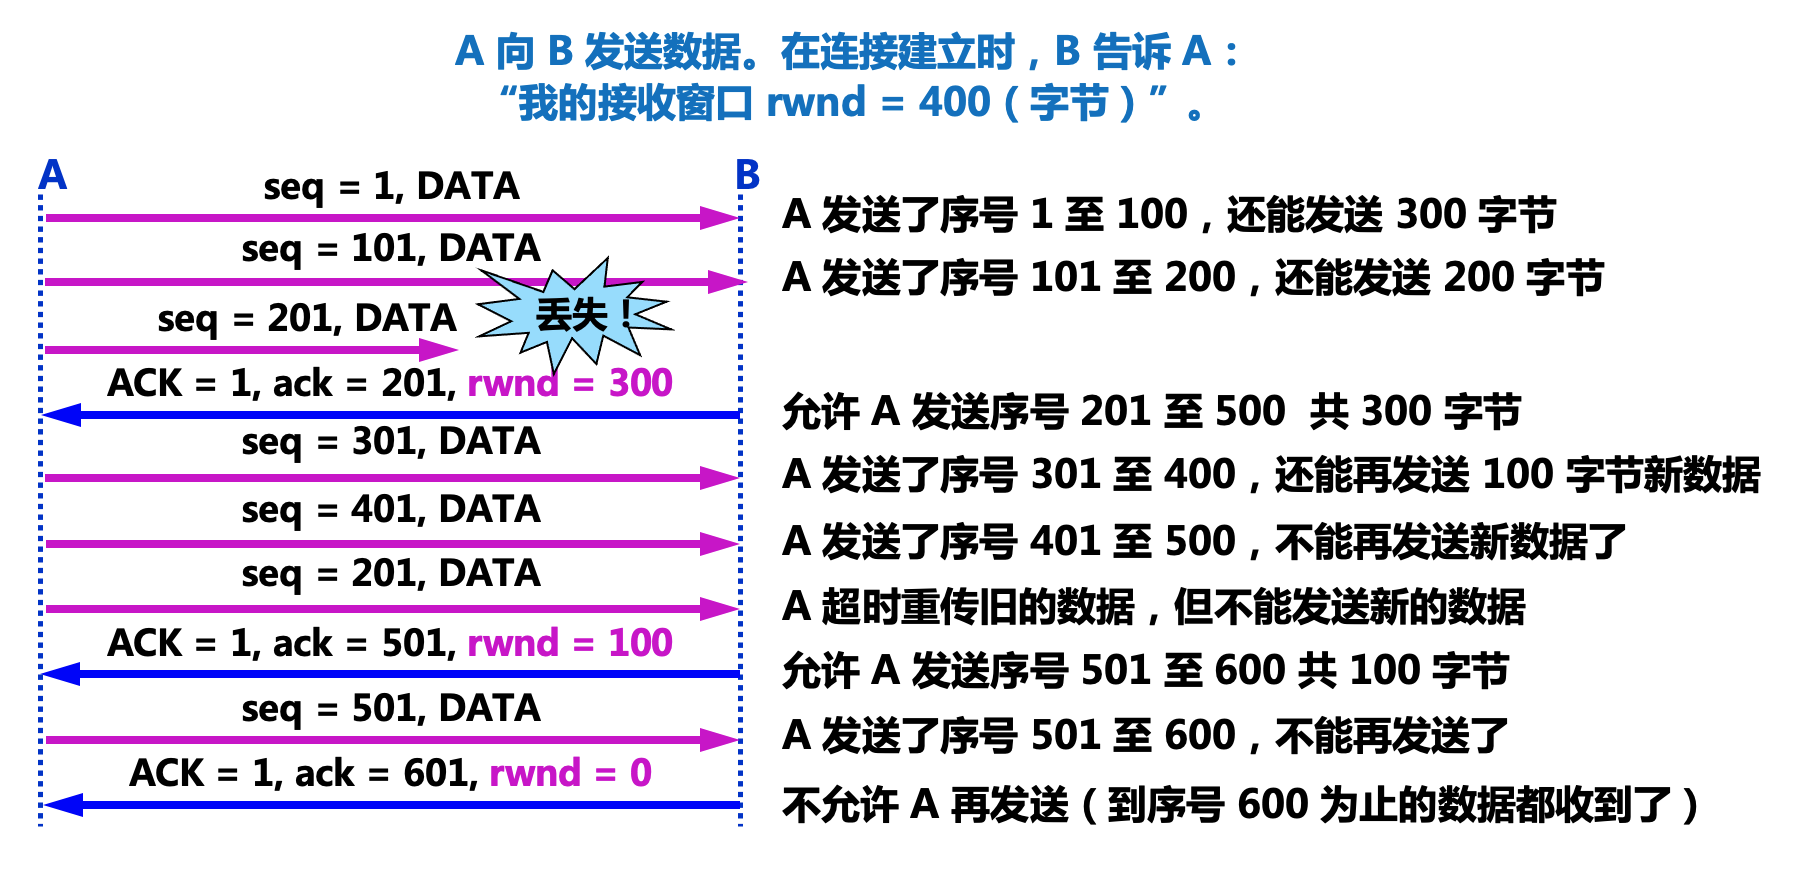 A 向 B 发送数据。在连接建立时，B 告诉 A：
“我的接收窗口 rwnd = 400（字节）”。
A
B
seq = 1, DATA
A 发送了序号 1 至 100，还能发送 300 字节
seq = 101, DATA
A 发送了序号 101 至 200，还能发送 200 字节
seq = 201, DATA
丢失！
ACK = 1, ack = 201, rwnd = 300
允许 A 发送序号 201 至 500 共 300 字节
seq = 301, DATA
A 发送了序号 301 至 400，还能再发送 100 字节新数据
seq = 401, DATA
A 发送了序号 401 至 500，不能再发送新数据了
seq = 201, DATA
A 超时重传旧的数据，但不能发送新的数据
ACK = 1, ack = 501, rwnd = 100
允许 A 发送序号 501 至 600 共 100 字节
seq = 501, DATA
A 发送了序号 501 至 600，不能再发送了
ACK = 1, ack = 601, rwnd = 0
不允许 A 再发送（到序号 600 为止的数据都收到了）